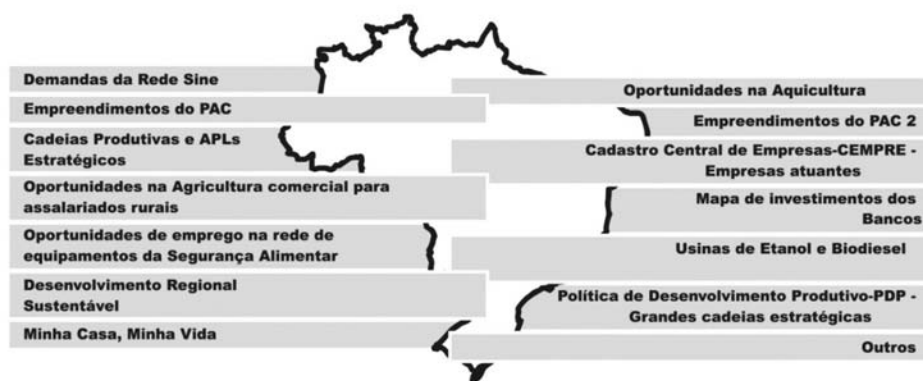 Demandas da Rede Sine
Empreendimentos do PAC
Cadeias Produtivas e APLs
Estratégicos
Oportunidades na Agricultura comercial para
assalariados rurais
Oportunidades de emprego na rede de
equipamentos da Segurança Alimentar
Desenvolvimento Regional
Sustentável
Minha Casa, Minha Vida
Oportunidades na Aquicultura
Empreendimentos do PAC 2
Cadastro Central de Empresas-CEMPRE -
Empresas atuantes
Mapa de investimentos dos
Bancos
Usinas de Etanol e Biodiesel
Política de Desenvolvimento Produtivo-PDP -
Grandes cadeias estratégicas
Outros